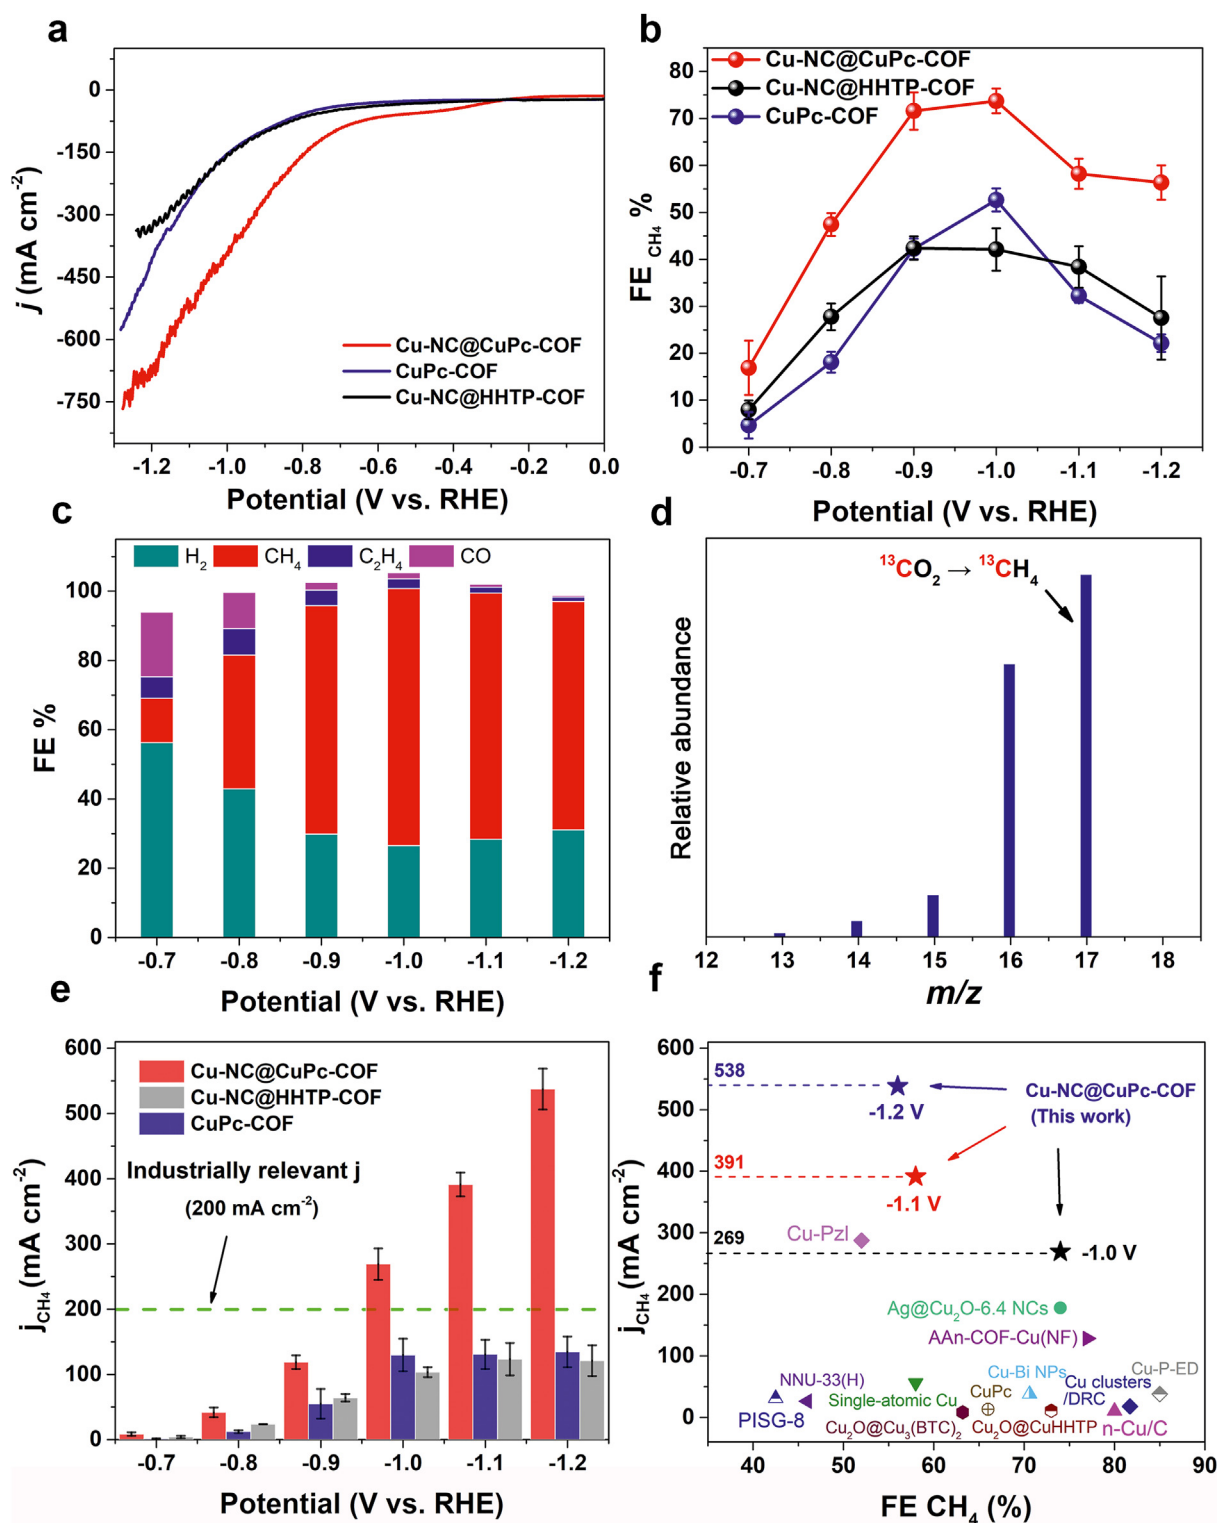 a
0
-150
-300
-450
-600
-750
j (mA cm-2)
Cu-NC@CuPc-COF
CuPc-COF
Cu-NC@HHTP-COF
-1.2 -1.0 -0.8 -0.6 -0.4 -0.2 0.0
Potential (V vs. RHE)
b
Cu-NC@CuPc-COF
Cu-NC@HHTP-COF
CuPc-COF
80
70
60
50
40
30
20
10
0
FE CH4 %
-0.7 -0.8 -0.9 -1.0 -1.1 -1.2
Potential (V vs. RHE)
c
H2 CH4 C2H4 CO
100
80
60
40
20
0
FE %
-0.7 -0.8 -0.9 -1.0 -1.1 -1.2
Potential (V vs. RHE)
d
13CO2 → 13CH4
Relative abundance
12 13 14 15 16 17 18
m/z
e
600
500
400
300
200
100
0
jCH4 (mA cm-2)
Cu-NC@CuPc-COF
Cu-NC@HHTP-COF
CuPc-COF
Industrially relevant j
(200 mA cm-2)
-0.7 -0.8 -0.9 -1.0 -1.1 -1.2
Potential (V vs. RHE)
f
600
500
400
300
200
100
0
jCH4 (mA cm-2)
538
-1.2 V
Cu-NC@CuPc-COF
(This work)
391
-1.1 V
269
-1.0 V
Cu-Pzl
Ag@Cu2O-6.4 NCs
AAn-COF-Cu(NF)
Cu-Bi NPs
Cu-P-ED
NNU-33(H)
Single-atomic Cu
CuPc
Cu clusters
/DRC
PISG-8
Cu2O@Cu3(BTC)2
Cu2O@CuHHTP
n-Cu/C
40 50 60 70 80 90
FE CH4 (%)